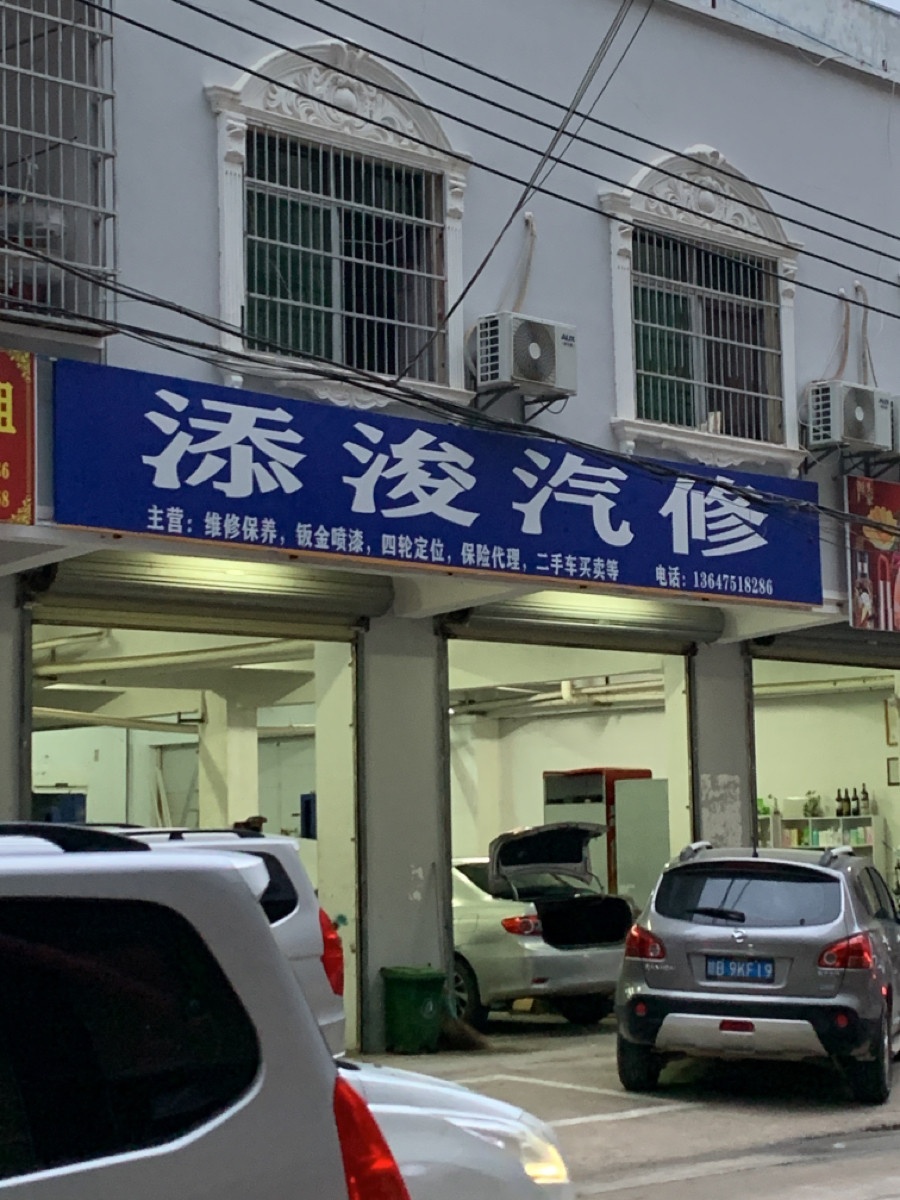 AUX
添浚汽修
主营：维修保养，钣金喷漆，四轮定位，保险代理，二手车买卖等 电话：13647518286
B 9KF19